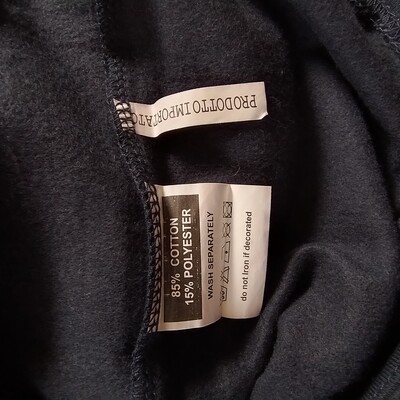 PRODOTTO IMPORTATO
85% COTTON
15% POLYESTER
WASH SEPARATELY
do not Iron if decorated